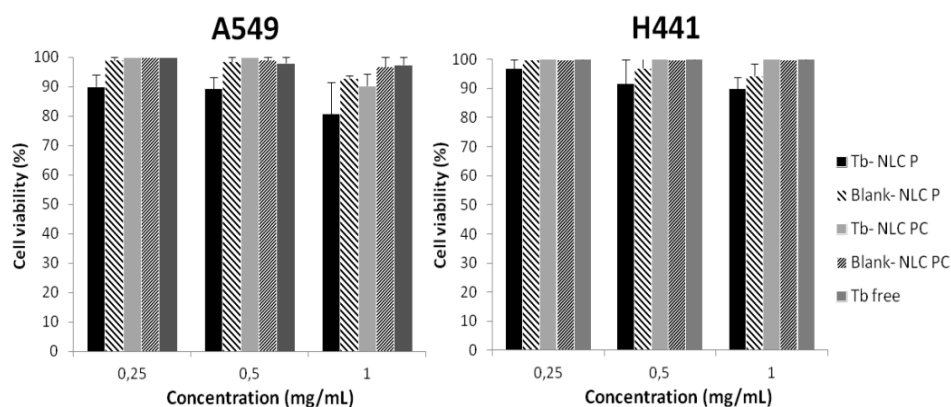 A549
Cell viability (%)
100
90
80
70
60
50
40
30
20
10
0
0,25 0,5 1
Concentration (mg/mL)
H441
Cell viability (%)
100
90
80
70
60
50
40
30
20
10
0
0,25 0,5 1
Concentration (mg/mL)
Tb- NLC P
Blank- NLC P
Tb- NLC PC
Blank- NLC PC
Tb free